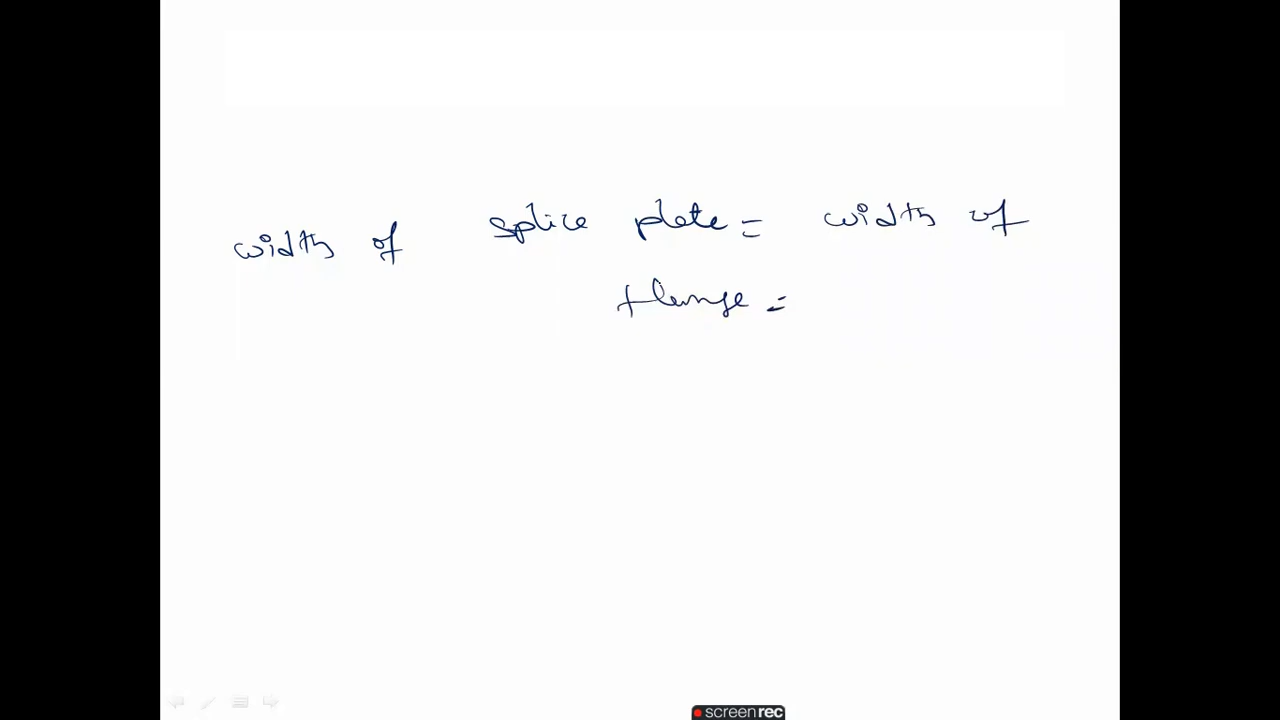 width of splice plate = width of
flange =
screenrec